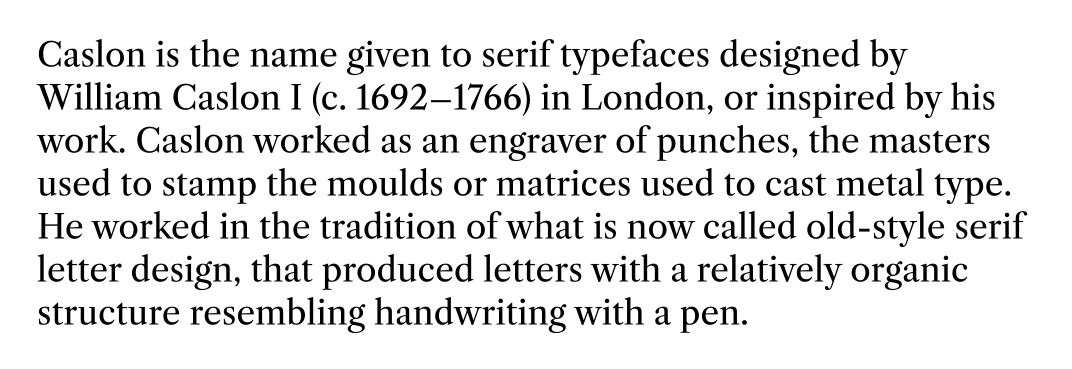 Caslon is the name given to serif typefaces designed by
William Caslon I (c. 1692–1766) in London, or inspired by his
work. Caslon worked as an engraver of punches, the masters
used to stamp the moulds or matrices used to cast metal type.
He worked in the tradition of what is now called old-style serif
letter design, that produced letters with a relatively organic
structure resembling handwriting with a pen.